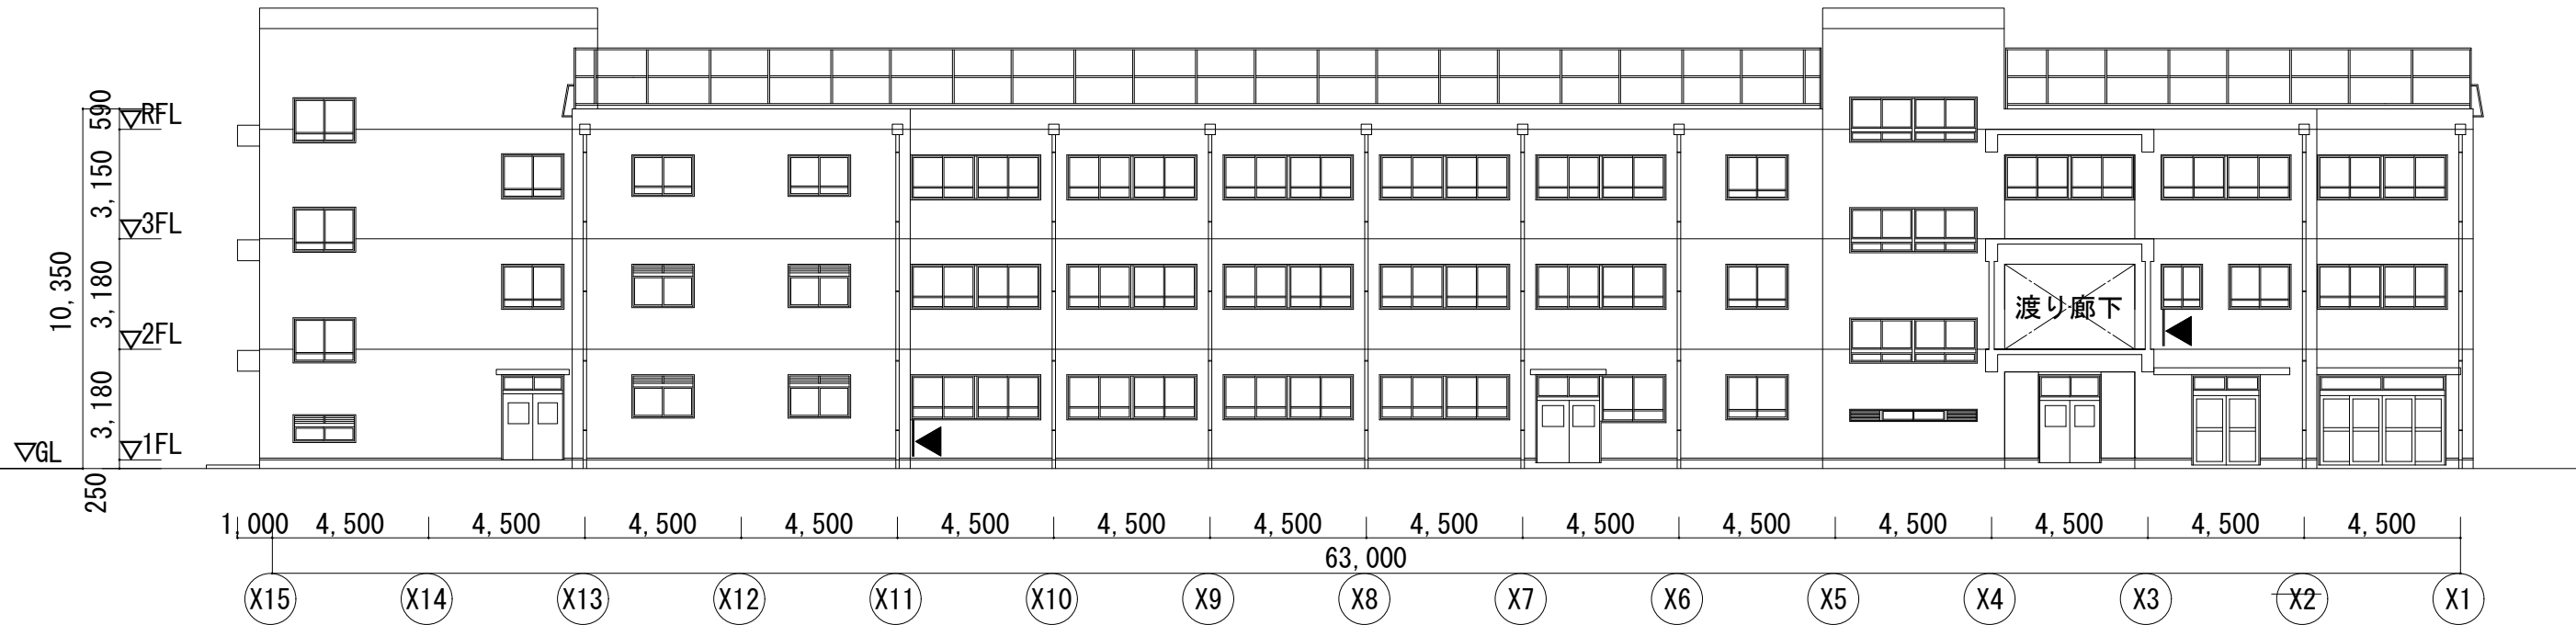 590
▽RFL
3,150
▽3FL
10,350
3,180
渡り廊下
▽2FL
3,180
▽GL
▽1FL
250
1,000 4,500 4,500 4,500 4,500 4,500 4,500 4,500 4,500 4,500 4,500 4,500 4,500 4,500 4,500
63,000
X15 X14 X13 X12 X11 X10 X9 X8 X7 X6 X5 X4 X3 X2 X1